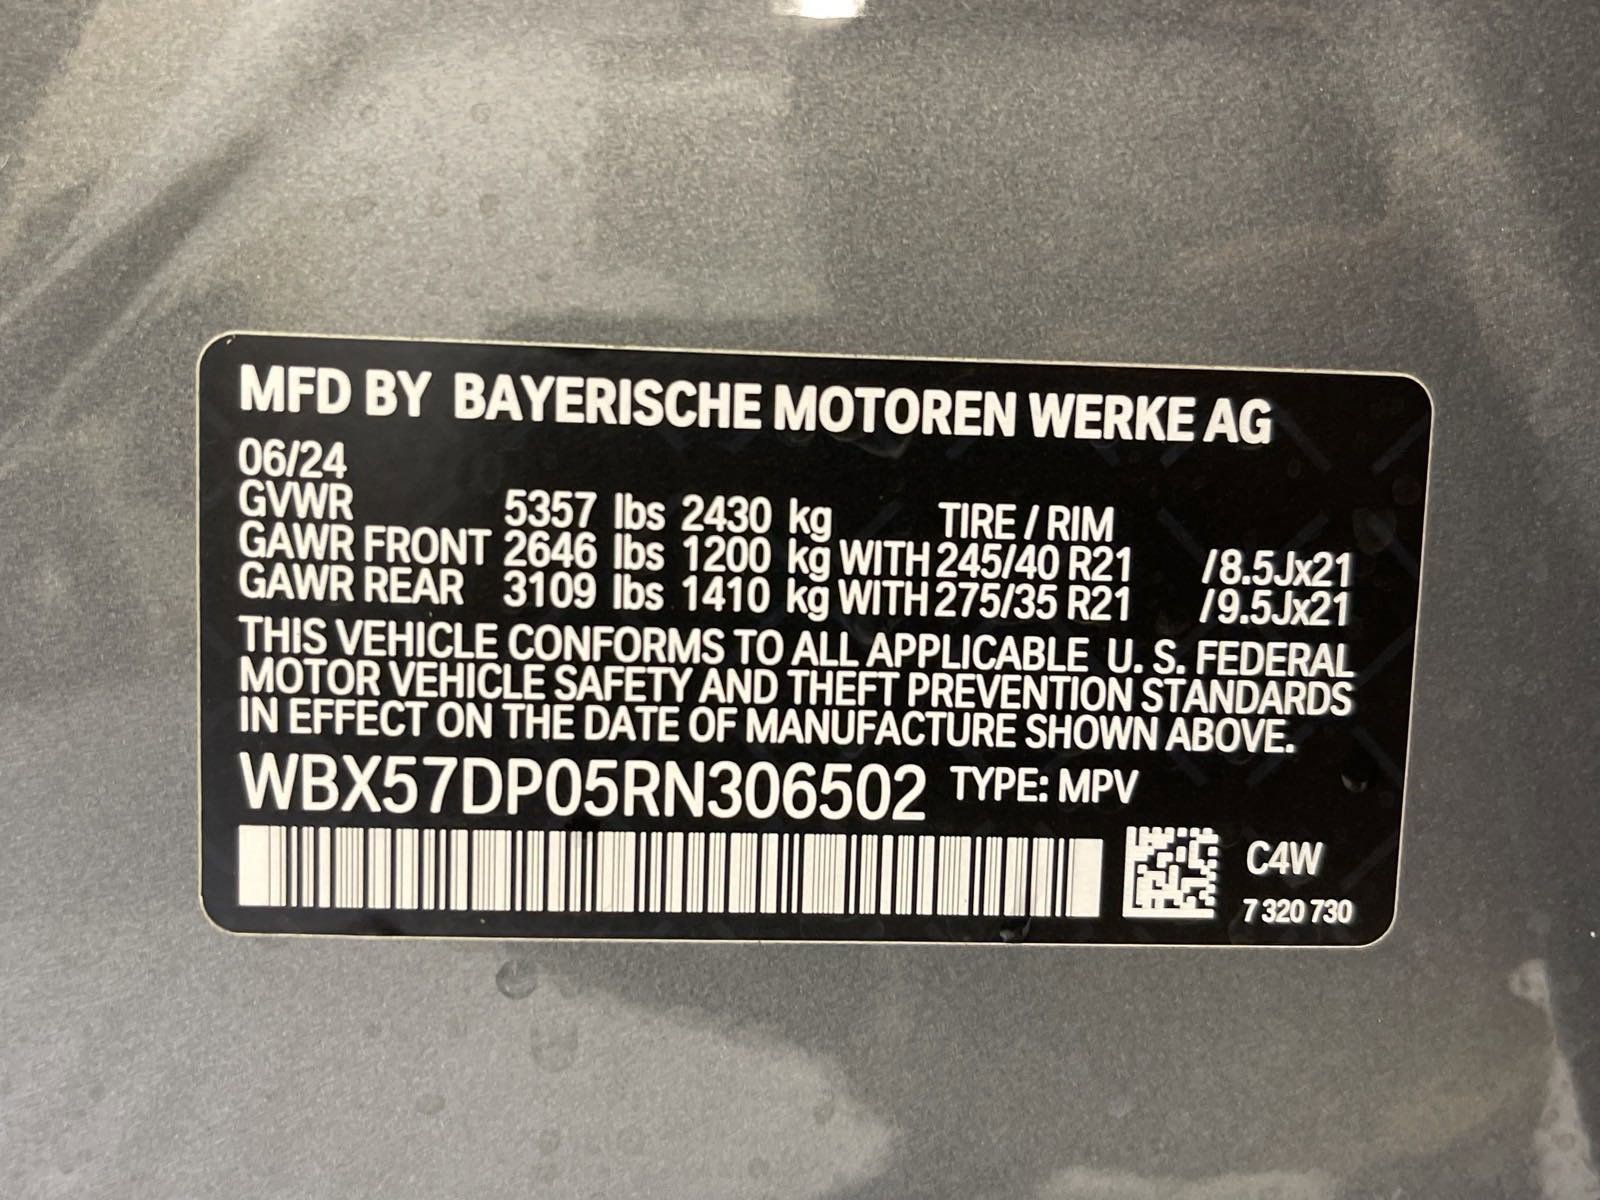 MFD BY BAYERISCHE MOTOREN WERKE AG
06/24
GVWR 5357 lbs 2430 kg TIRE / RIM
GAWR FRONT 2646 lbs 1200 kg WITH 245/40 R21 /8.5Jx21
GAWR REAR 3109 lbs 1410 kg WITH 275/35 R21 /9.5Jx21
THIS VEHICLE CONFORMS TO ALL APPLICABLE U. S. FEDERAL
MOTOR VEHICLE SAFETY AND THEFT PREVENTION STANDARDS
IN EFFECT ON THE DATE OF MANUFACTURE SHOWN ABOVE.
WBX57DP05RN306502 TYPE: MPV
C4W
7 320 730